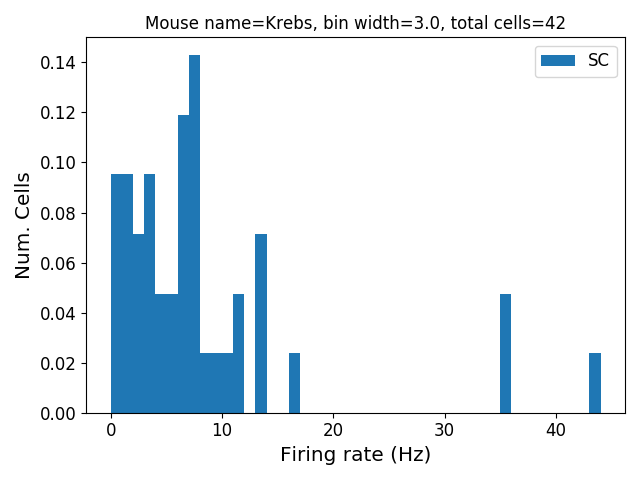 Mouse name=Krebs, bin width=3.0, total cells=42
SC
0.14
0.12
0.10
0.08
0.06
0.04
0.02
0.00
Num. Cells
0 10 20 30 40
Firing rate (Hz)